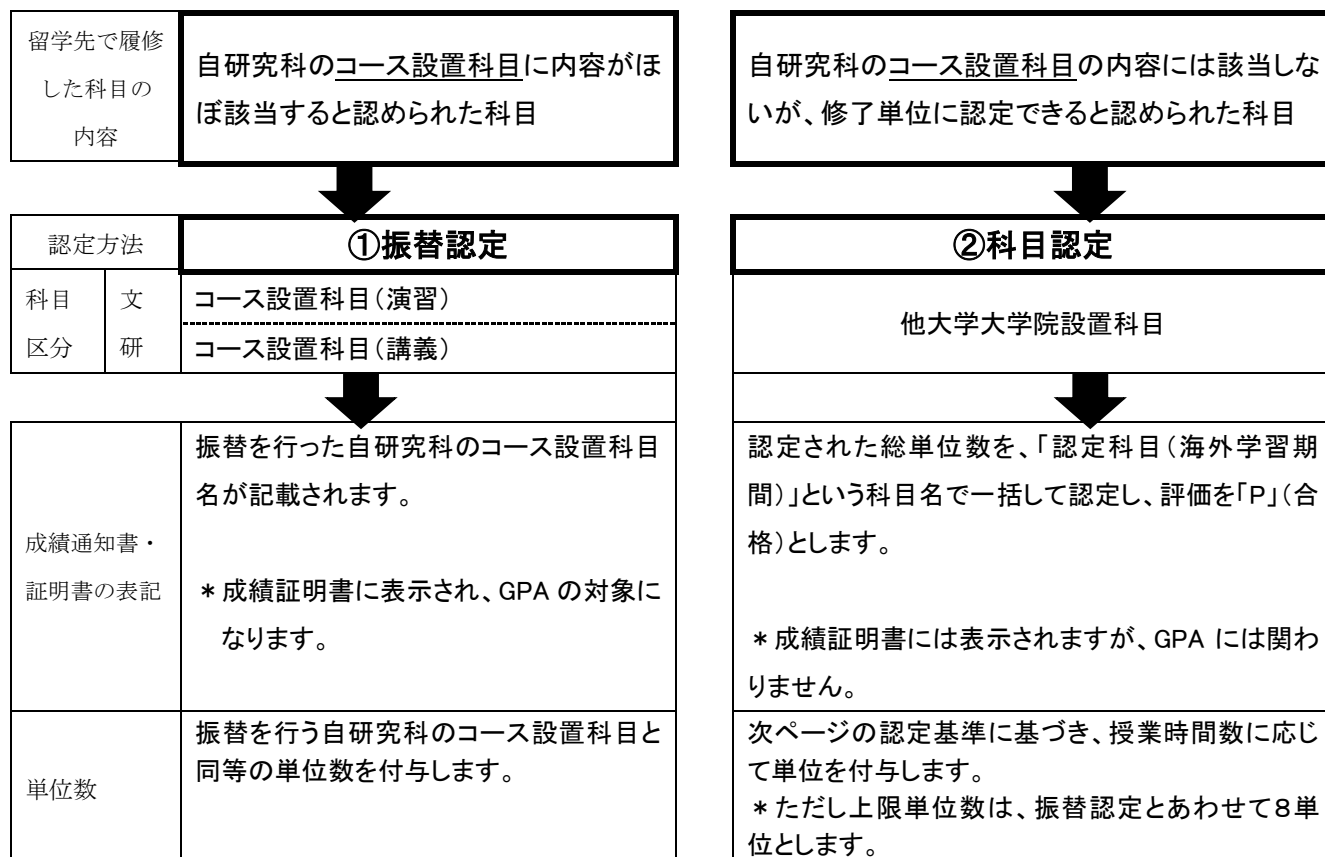 留学先で履修
した科目の
内容
自研究科のコース設置科目に内容がほ
ぼ該当すると認められた科目
自研究科のコース設置科目の内容には該当しな
いが、修了単位に認定できると認められた科目
認定方法
①振替認定
②科目認定
科目
区分
文
研
コース設置科目(演習)
コース設置科目(講義)
他大学大学院設置科目
成績通知書・
証明書の表記
振替を行った自研究科のコース設置科目
名が記載されます。
＊成績証明書に表示され、GPA の対象に
なります。
認定された総単位数を、「認定科目(海外学習期
間)」という科目名で一括して認定し、評価を「P」(合
格)とします。
＊成績証明書には表示されますが、GPA には関わ
りません。
単位数
振替を行う自研究科のコース設置科目と
同等の単位数を付与します。
次ページの認定基準に基づき、授業時間数に応じ
て単位を付与します。
＊ただし上限単位数は、振替認定とあわせて８単
位とします。